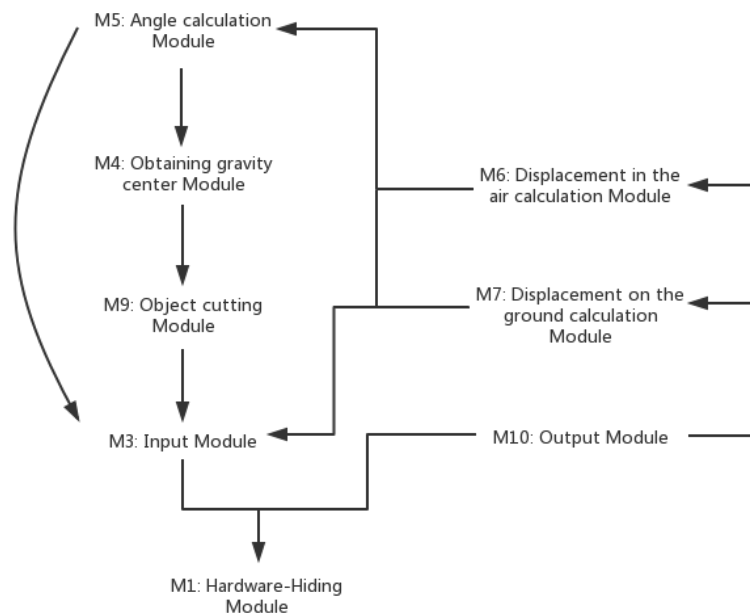 M5: Angle calculation
Module
M4: Obtaining gravity
center Module
M6: Displacement in the
air calculation Module
M9: Object cutting
Module
M7: Displacement on the
ground calculation
Module
M3: Input Module
M10: Output Module
M1: Hardware-Hiding
Module